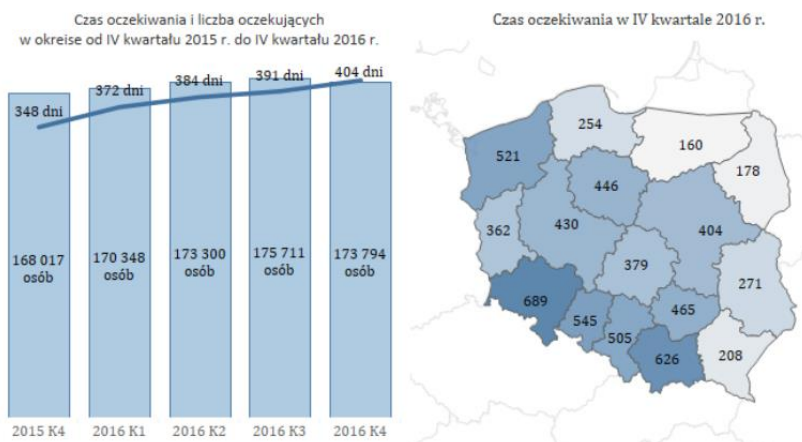 Czas oczekiwania i liczba oczekujących
w okreise od IV kwartału 2015 r. do IV kwartału 2016 r.
348 dni
372 dni
384 dni
391 dni
404 dni
168 017
osób
170 348
osób
173 300
osób
175 711
osób
173 794
osób
2015 K4
2016 K1
2016 K2
2016 K3
2016 K4
Czas oczekiwania w IV kwartale 2016 r.
521
254
160
178
446
362
430
404
379
271
689
545
505
465
626
208